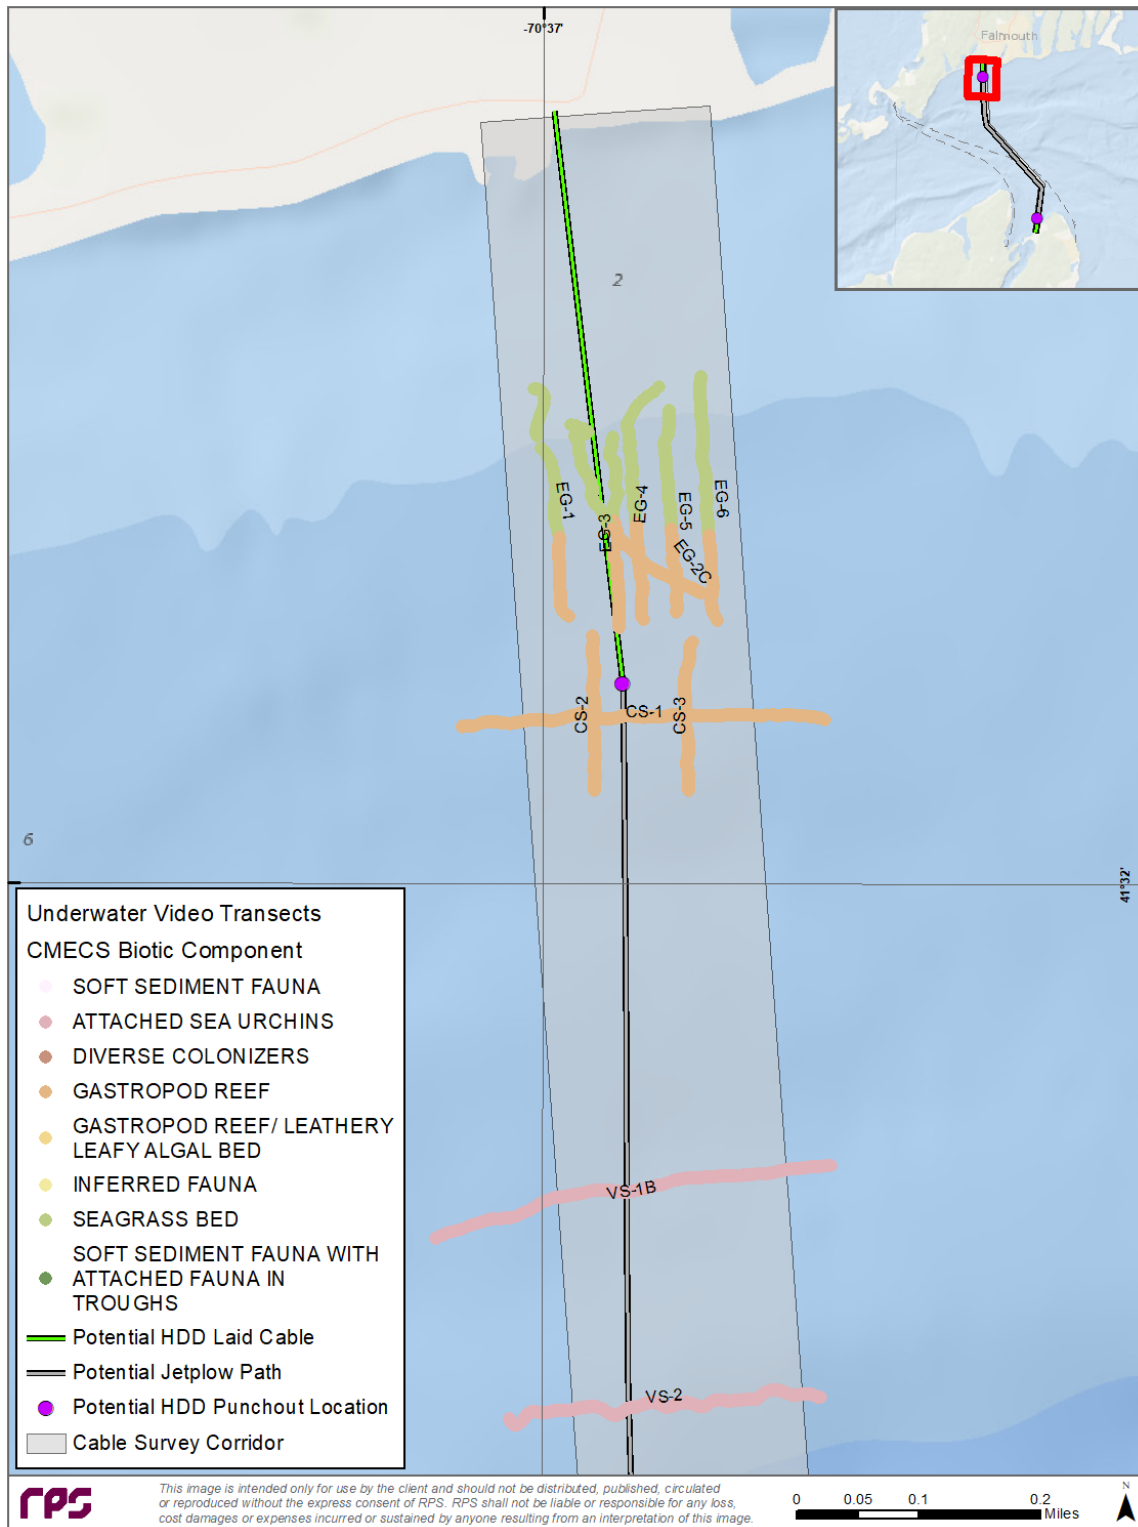 -70°37'
Falmouth
2
EG-1
EG-3
EG-4
EG-5
EG-6
EG-2C
CS-2
CS-1
CS-3
6
41°32'
Underwater Video Transects
CMECS Biotic Component
SOFT SEDIMENT FAUNA
ATTACHED SEA URCHINS
DIVERSE COLONIZERS
GASTROPOD REEF
GASTROPOD REEF/ LEATHERY
LEAFY ALGAL BED
INFERRED FAUNA
SEAGRASS BED
SOFT SEDIMENT FAUNA WITH
ATTACHED FAUNA IN
TROUGHS
Potential HDD Laid Cable
Potential Jetplow Path
Potential HDD Punchout Location
Cable Survey Corridor
VS-1B
VS-2
rps
This image is intended only for use by the client and should not be distributed, published, circulated
or reproduced without the express consent of RPS. RPS shall not be liable or responsible for any loss,
cost damages or expenses incurred or sustained by anyone resulting from an interpretation of this image.
0 0.05 0.1 0.2
Miles
N